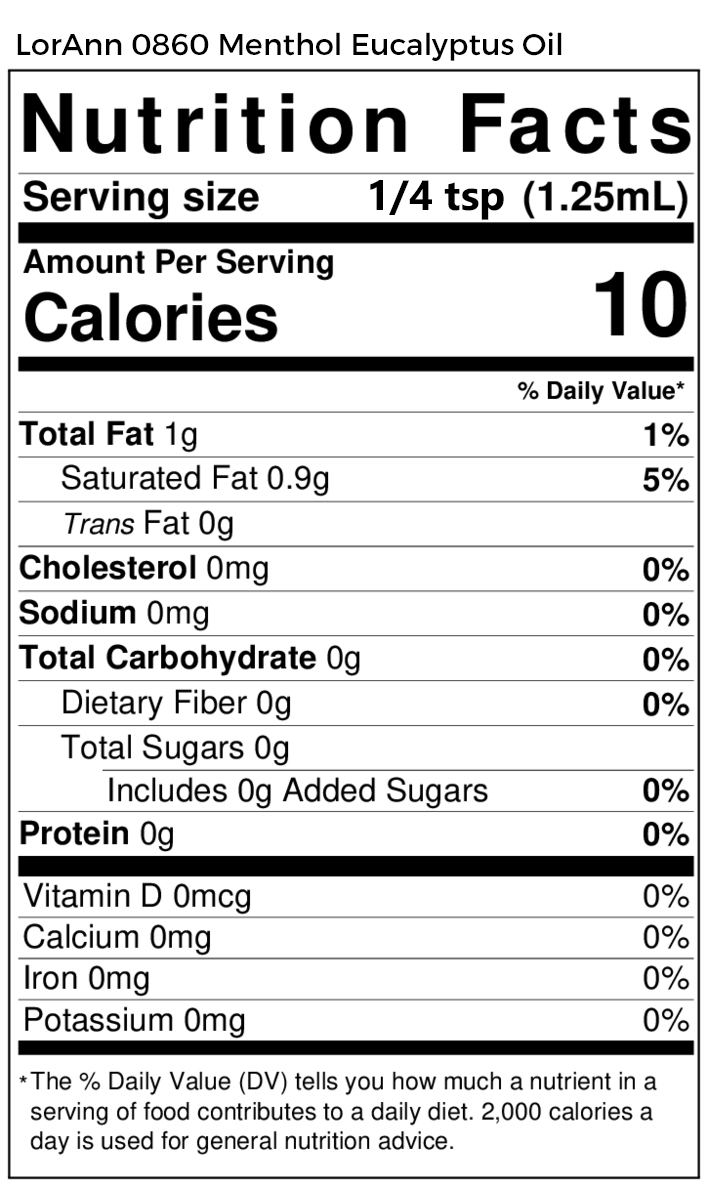 LorAnn 0860 Menthol Eucalyptus Oil
Nutrition Facts
Serving size 1/4 tsp (1.25mL)
Amount Per Serving
Calories 10
% Daily Value*
Total Fat 1g 1%
Saturated Fat 0.9g 5%
Trans Fat 0g
Cholesterol 0mg 0%
Sodium 0mg 0%
Total Carbohydrate 0g 0%
Dietary Fiber 0g 0%
Total Sugars 0g
Includes 0g Added Sugars 0%
Protein 0g 0%
Vitamin D 0mcg 0%
Calcium 0mg 0%
Iron 0mg 0%
Potassium 0mg 0%
*The % Daily Value (DV) tells you how much a nutrient in a
serving of food contributes to a daily diet. 2,000 calories a
day is used for general nutrition advice.